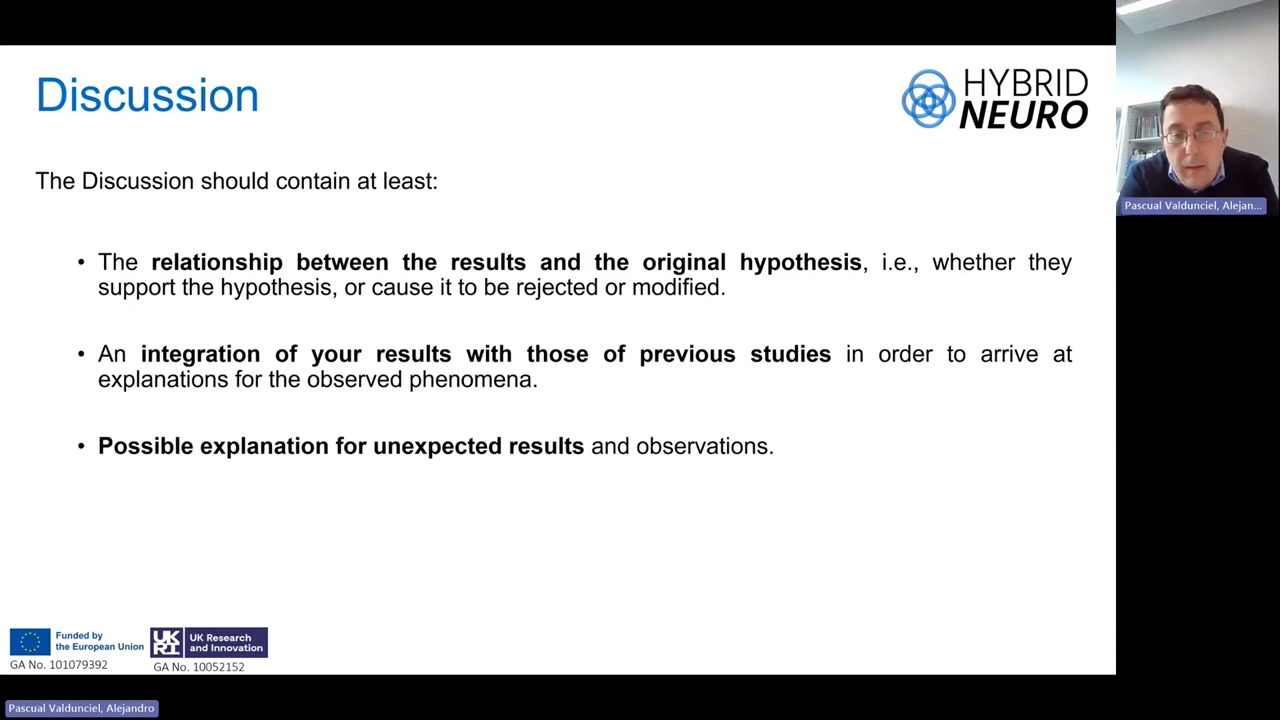 Discussion
HYBRID
NEURO
The Discussion should contain at least:
• The relationship between the results and the original hypothesis, i.e., whether they
support the hypothesis, or cause it to be rejected or modified.
• An integration of your results with those of previous studies in order to arrive at
explanations for the observed phenomena.
• Possible explanation for unexpected results and observations.
Funded by
the European Union
GA No. 101079392
UKRI
UK Research
and Innovation
GA No. 10052152
Pascual Valdunciel, Alejan...
Pascual Valdunciel, Alejandro